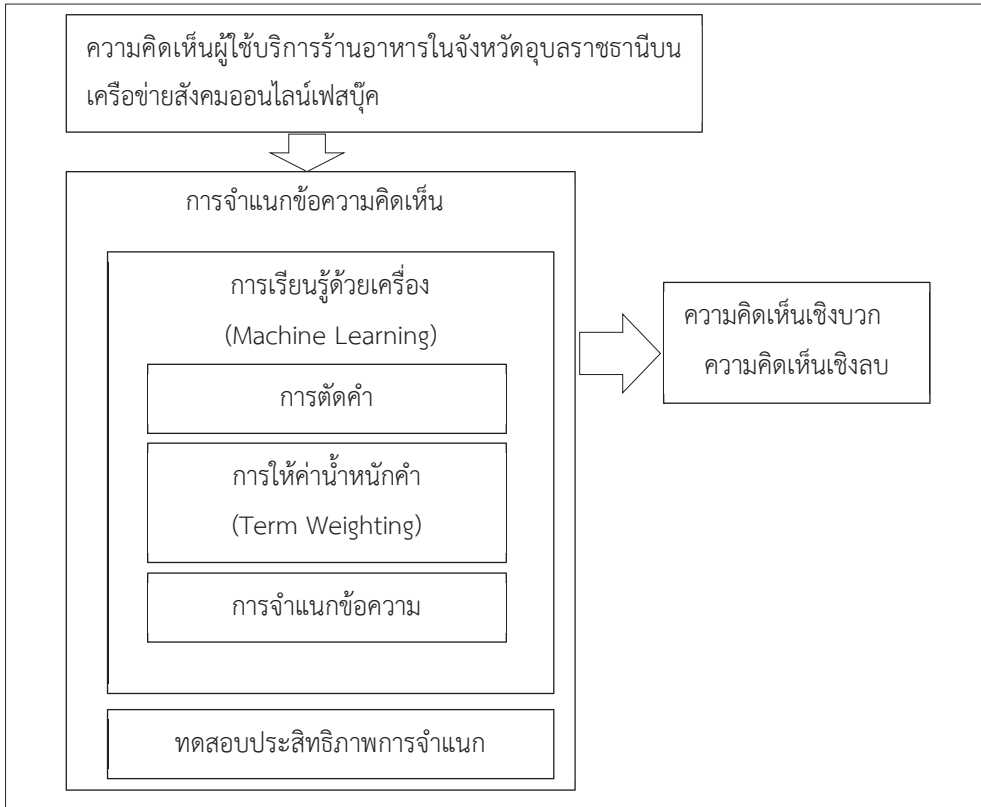 ความคิดเห็นผู้ใช้บริการร้านอาหารในจังหวัดอุบลราชธานีบน
เครือข่ายสังคมออนไลน์เฟสบุ๊ค
การจำแนกข้อความคิดเห็น
การเรียนรู้ด้วยเครื่อง
(Machine Learning)
การตัดคำ
การให้ค่าน้ำหนักคำ
(Term Weighting)
การจำแนกข้อความ
ทดสอบประสิทธิภาพการจำแนก
ความคิดเห็นเชิงบวก
ความคิดเห็นเชิงลบ